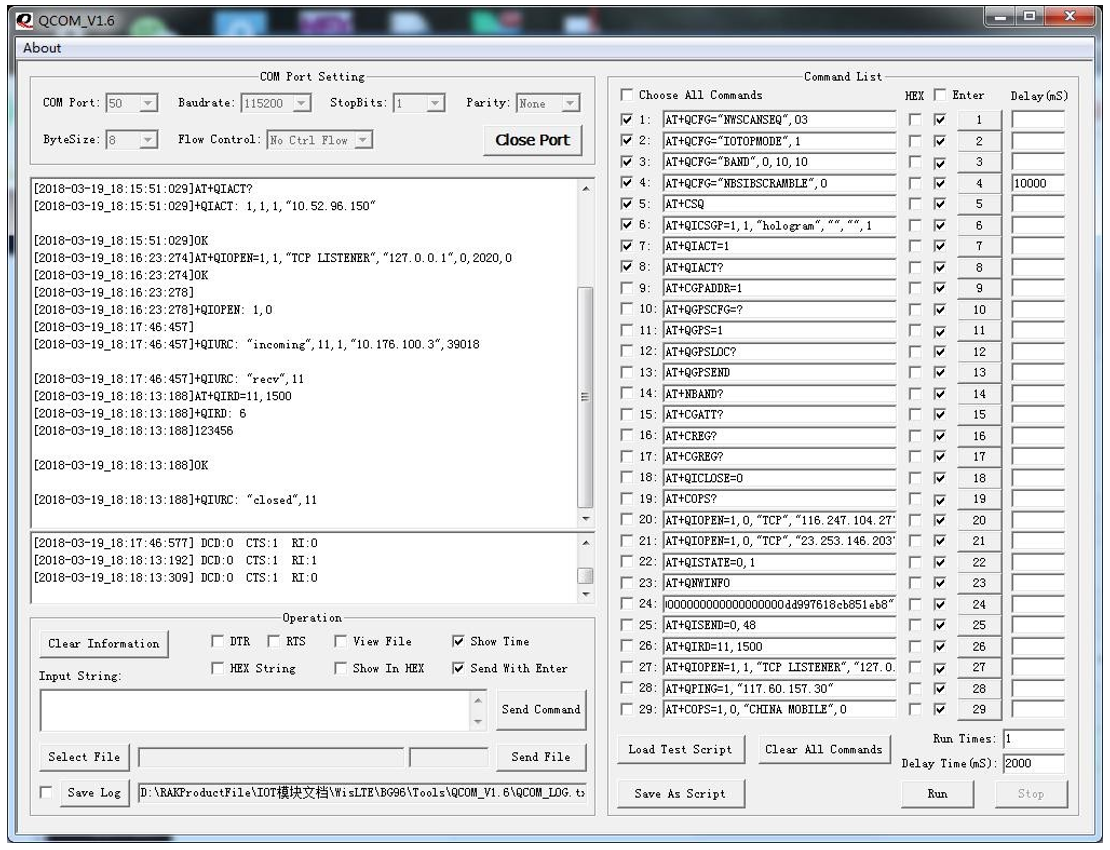 QCOM_V1.6
About
COM Port Setting
COM Port: 50 Baudrate: 115200 StopBits: 1 Parity: None
ByteSize: 8 Flow Control: No Ctrl Flow Close Port
[2018-03-19_18:15:51:029]AT+QIACT?
[2018-03-19_18:15:51:029]+QIACT: 1,1,1,"10.52.96.150"
[2018-03-19_18:15:51:029]OK
[2018-03-19_18:16:23:274]AT+QIOPEN=1,1,"TCP LISTENER","127.0.0.1",0,2020,0
[2018-03-19_18:16:23:274]OK
[2018-03-19_18:16:23:278]
[2018-03-19_18:16:23:278]+QIOPEN: 1,0
[2018-03-19_18:17:46:457]
[2018-03-19_18:17:46:457]+QIURC: "incoming",11,1,"10.176.100.3",39018
[2018-03-19_18:17:46:457]+QIURC: "recv",11
[2018-03-19_18:18:13:188]AT+QIRD=11,1500
[2018-03-19_18:18:13:188]+QIRD: 6
[2018-03-19_18:18:13:188]123456
[2018-03-19_18:18:13:188]OK
[2018-03-19_18:18:13:188]+QIURC: "closed",11
[2018-03-19_18:17:46:577] DCD:0 CTS:1 RI:0
[2018-03-19_18:18:13:192] DCD:0 CTS:1 RI:1
[2018-03-19_18:18:13:309] DCD:0 CTS:1 RI:0
Operation
Clear Information DTR RTS View File Show Time
HEX String Show In HEX Send With Enter
Input String:
Send Command
Select File Send File
Save Log D:\RAKProductFile\IOT模块文档\WisLTE\BG96\Tools\QCOM_V1.6\QCOM_LOG.tx
Command List
Choose All Commands HEX Enter Delay(mS)
1: AT+QCFG="NWSCANSEQ",03 1
2: AT+QCFG="IOTOPMODE",1 2
3: AT+QCFG="BAND",0,10,10 3
4: AT+QCFG="NBSIBSCRAMBLE",0 4 10000
5: AT+CSQ 5
6: AT+QICSGP=1,1,"hologram","","",1 6
7: AT+QIACT=1 7
8: AT+QIACT? 8
9: AT+CGPADDR=1 9
10: AT+QGPSCFG=? 10
11: AT+QGPS=1 11
12: AT+QGPSLOC? 12
13: AT+QGPSEND 13
14: AT+NBAND? 14
15: AT+CGATT? 15
16: AT+CREG? 16
17: AT+CGREG? 17
18: AT+QICLOSE=0 18
19: AT+COPS? 19
20: AT+QIOPEN=1,0,"TCP","116.247.104.27' 20
21: AT+QIOPEN=1,0,"TCP","23.253.146.203' 21
22: AT+QISTATE=0,1 22
23: AT+QNWINFO 23
24: 000000000000000000dd997618cb851eb8" 24
25: AT+QISEND=0,48 25
26: AT+QIRD=11,1500 26
27: AT+QIOPEN=1,1,"TCP LISTENER","127.0. 27
28: AT+QPING=1,"117.60.157.30" 28
29: AT+COPS=1,0,"CHINA MOBILE",0 29
Load Test Script Clear All Commands Run Times: 1
Delay Time(mS): 2000
Save As Script Run Stop